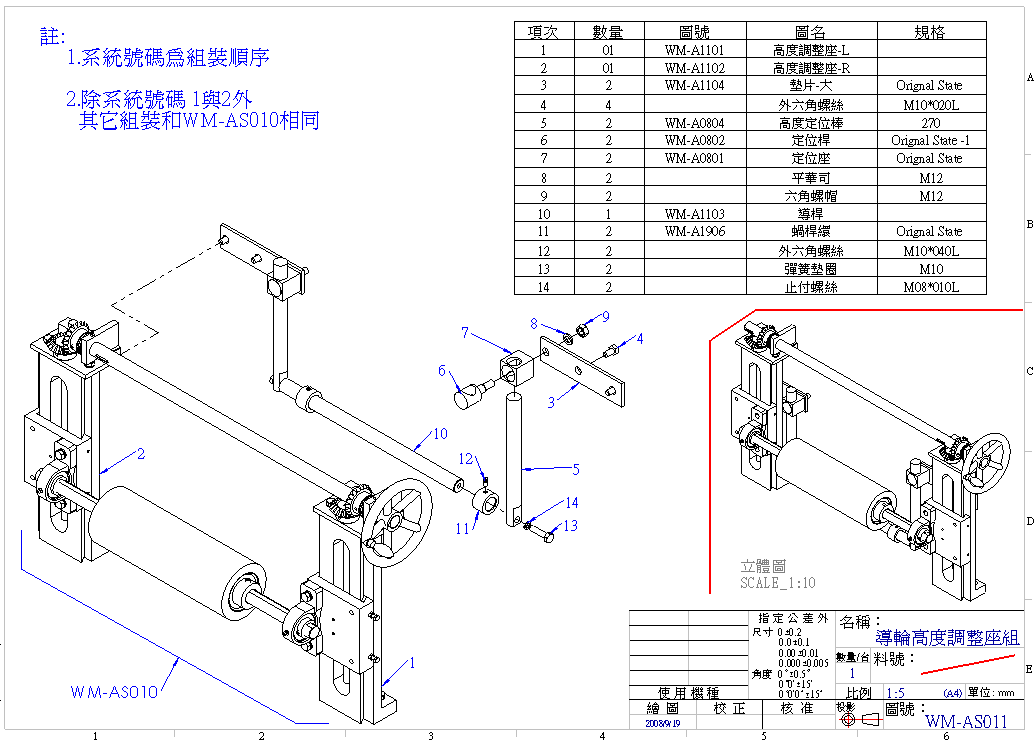 註:
1.系統號碼爲組裝順序
2.除系統號碼 1與2外
其它組裝和WM-AS010相同
項次 數量 圖號 圖名 規格
1 01 WM-A1101 高度調整座-L
2 01 WM-A1102 高度調整座-R
3 2 WM-A1104 墊片-大 Orignal State
4 4 外六角螺絲 M10*020L
5 2 WM-A0804 高度定位棒 270
6 2 WM-A0802 定位桿 Orignal State -1
7 2 WM-A0801 定位座 Orignal State
8 2 平華司 M12
9 2 六角螺帽 M12
10 1 WM-A1103 導桿
11 2 WM-A1906 蝸桿環 Orignal State
12 2 外六角螺絲 M10*040L
13 2 彈簧墊圈 M10
14 2 止付螺絲 M08*010L
A
B
C
D
E
9
8
7
4
6
3
10
2
12
5
14
11
13
1
WM-AS010
立體圖
SCALE_1:10
指定公差外
尺寸 0 ±0.2
0.0 ±0.1
0.00 ±0.01
0.000 ±0.005
角度 0°±0.5°
0°0'±15'
0°0'0"±15"
名稱:
導輪高度調整座組
數量/台
1
料號:
使用機種
比例 1:5 (A4) 單位: mm
繪圖 校正 核准 投影 圖號:
2008/9/19
WM-AS011
1 2 3 4 5 6